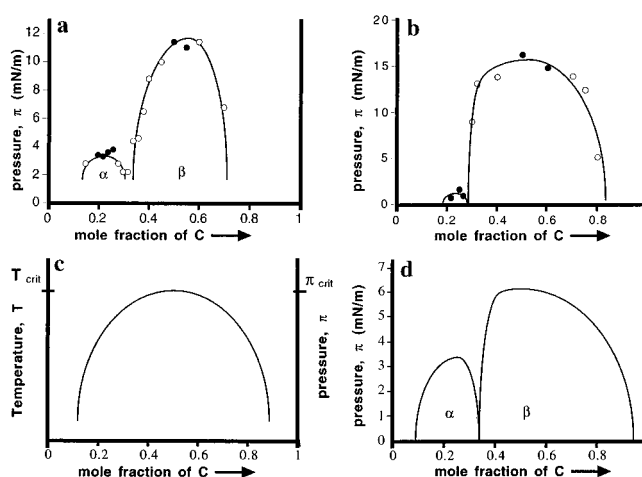 a
12
10
8
6
4
2
0
pressure, π (mN/m)
α
β
0 0.2 0.4 0.6 0.8 1
mole fraction of C
b
20
15
10
5
0
pressure, π (mN/m)
0 0.2 0.4 0.6 0.8
mole fraction of C
c
T crit
π crit
Temperature, T
pressure, π
0 0.2 0.4 0.6 0.8 1
mole fraction of C
d
6
5
4
3
2
1
0
pressure, π (mN/m)
α
β
0 0.2 0.4 0.6 0.8
mole fraction of C